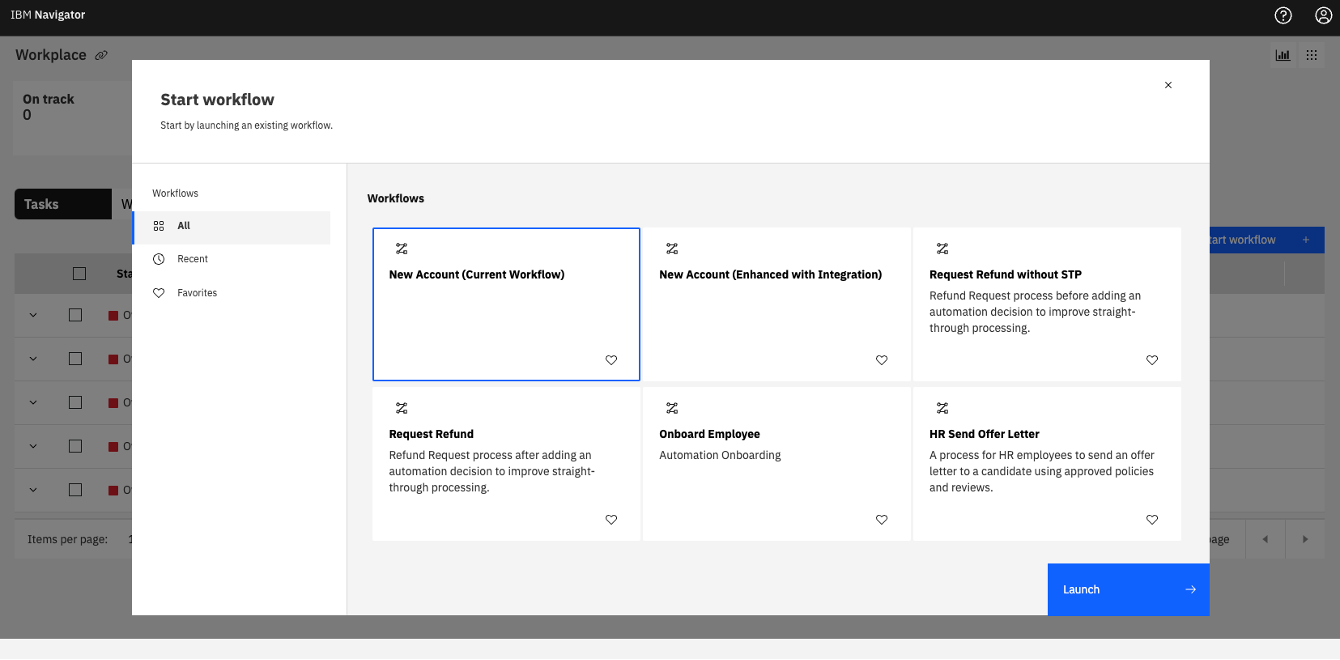 IBM Navigator
Workplace
On track
0
Tasks
Start workflow
Start by launching an existing workflow.
Workflows
All
Recent
Favorites
Workflows
New Account (Current Workflow)
New Account (Enhanced with Integration)
Request Refund without STP
Refund Request process before adding an
automation decision to improve straight-
through processing.
Request Refund
Refund Request process after adding an
automation decision to improve straight-
through processing.
Onboard Employee
Automation Onboarding
HR Send Offer Letter
A process for HR employees to send an offer
letter to a candidate using approved policies
and reviews.
Launch
tart workflow +
Items per page: